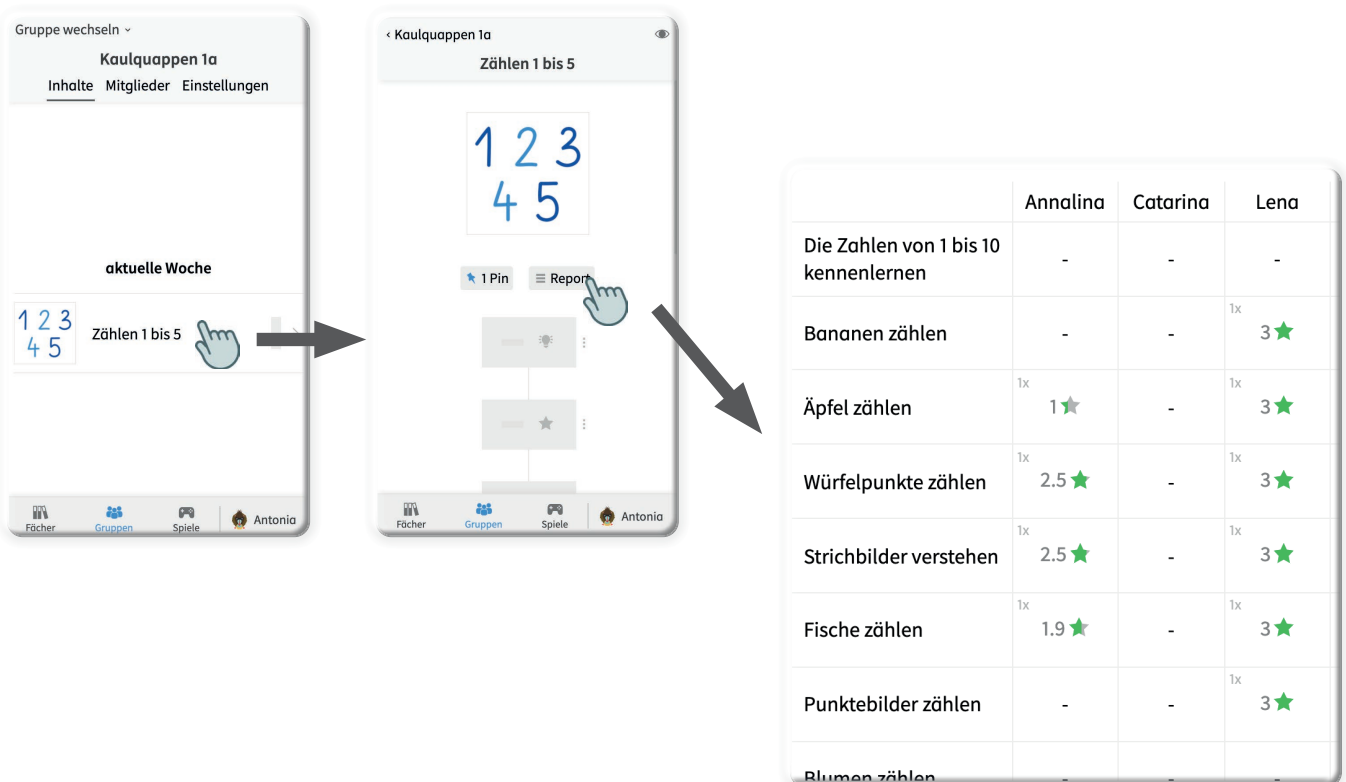 Gruppe wechseln
Kaulquappen 1a
Inhalte Mitglieder Einstellungen
aktuelle Woche
1 2 3
4 5
Zählen 1 bis 5
Fächer Gruppen Spiele Antonia
‹ Kaulquappen 1a
Zählen 1 bis 5
1 2 3
4 5
1 Pin Report
Fächer Gruppen Spiele Antonia
Annalina Catarina Lena
Die Zahlen von 1 bis 10
kennenlernen
- - -
1x
Bananen zählen - - 3
1x 1x
Äpfel zählen 1 - 3
1x 1x
Würfelpunkte zählen 2.5 - 3
1x 1x
Strichbilder verstehen 2.5 - 3
1x 1x
Fische zählen 1.9 - 3
1x
Punktebilder zählen - - 3
Blumen zählen - - -